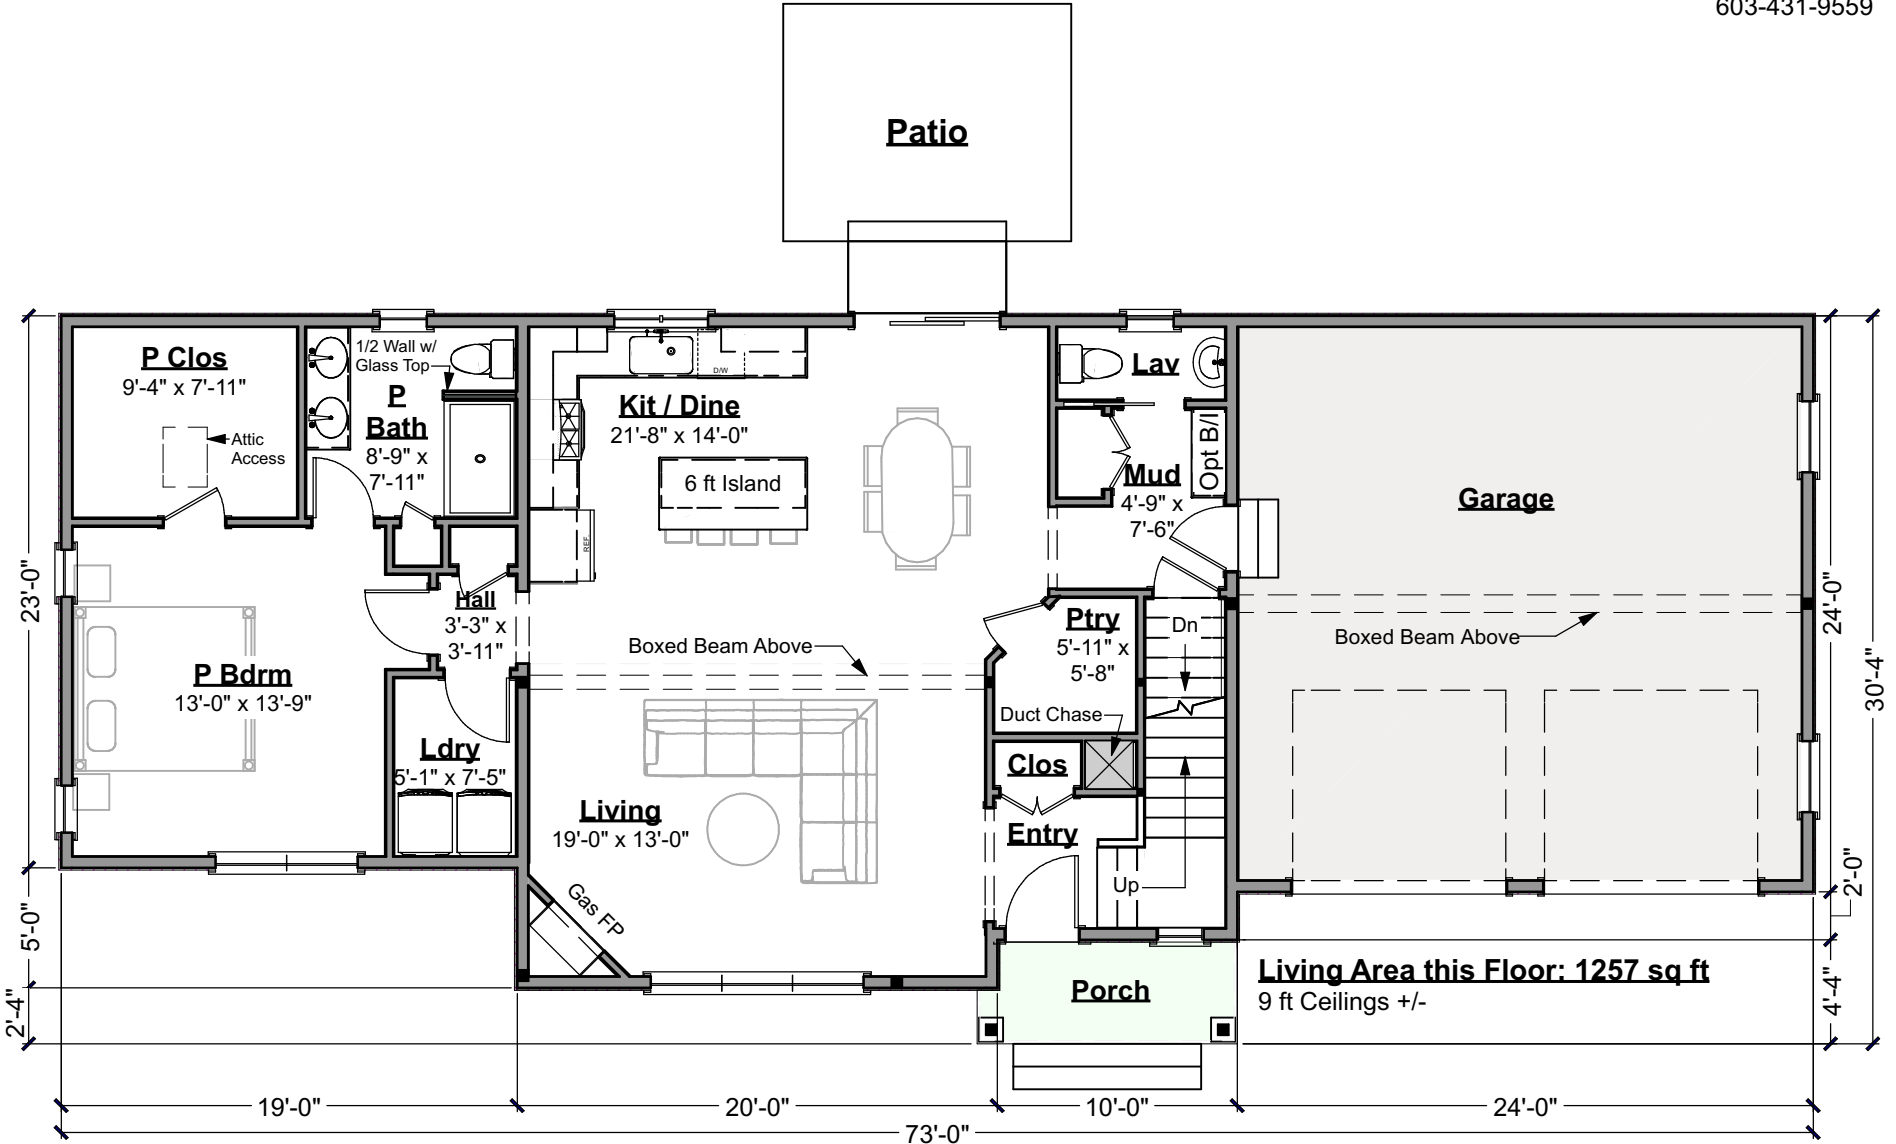 603-431-9559
Patio
P Clos
9'-4" x 7'-11"
Attic
Access
1/2 Wall w/
Glass Top
P
Bath
8'-9" x
7'-11"
D/W
Kit / Dine
21'-8" x 14'-0"
6 ft Island
REF.
Lav
Opt B/I
Mud
4'-9" x
7'-6"
Garage
Hall
3'-3" x
3'-11"
Boxed Beam Above
Ptry
5'-11" x
5'-8"
Dn
Boxed Beam Above
P Bdrm
13'-0" x 13'-9"
Duct Chase
Ldry
5'-1" x 7'-5"
Clos
Living
19'-0" x 13'-0"
Entry
Up
Gas FP
Porch
Living Area this Floor: 1257 sq ft
9 ft Ceilings +/-
23'-0"
5'-0"
2'-4"
24'-0"
30'-4"
2'-0"
4'-4"
19'-0"
20'-0"
10'-0"
24'-0"
73'-0"